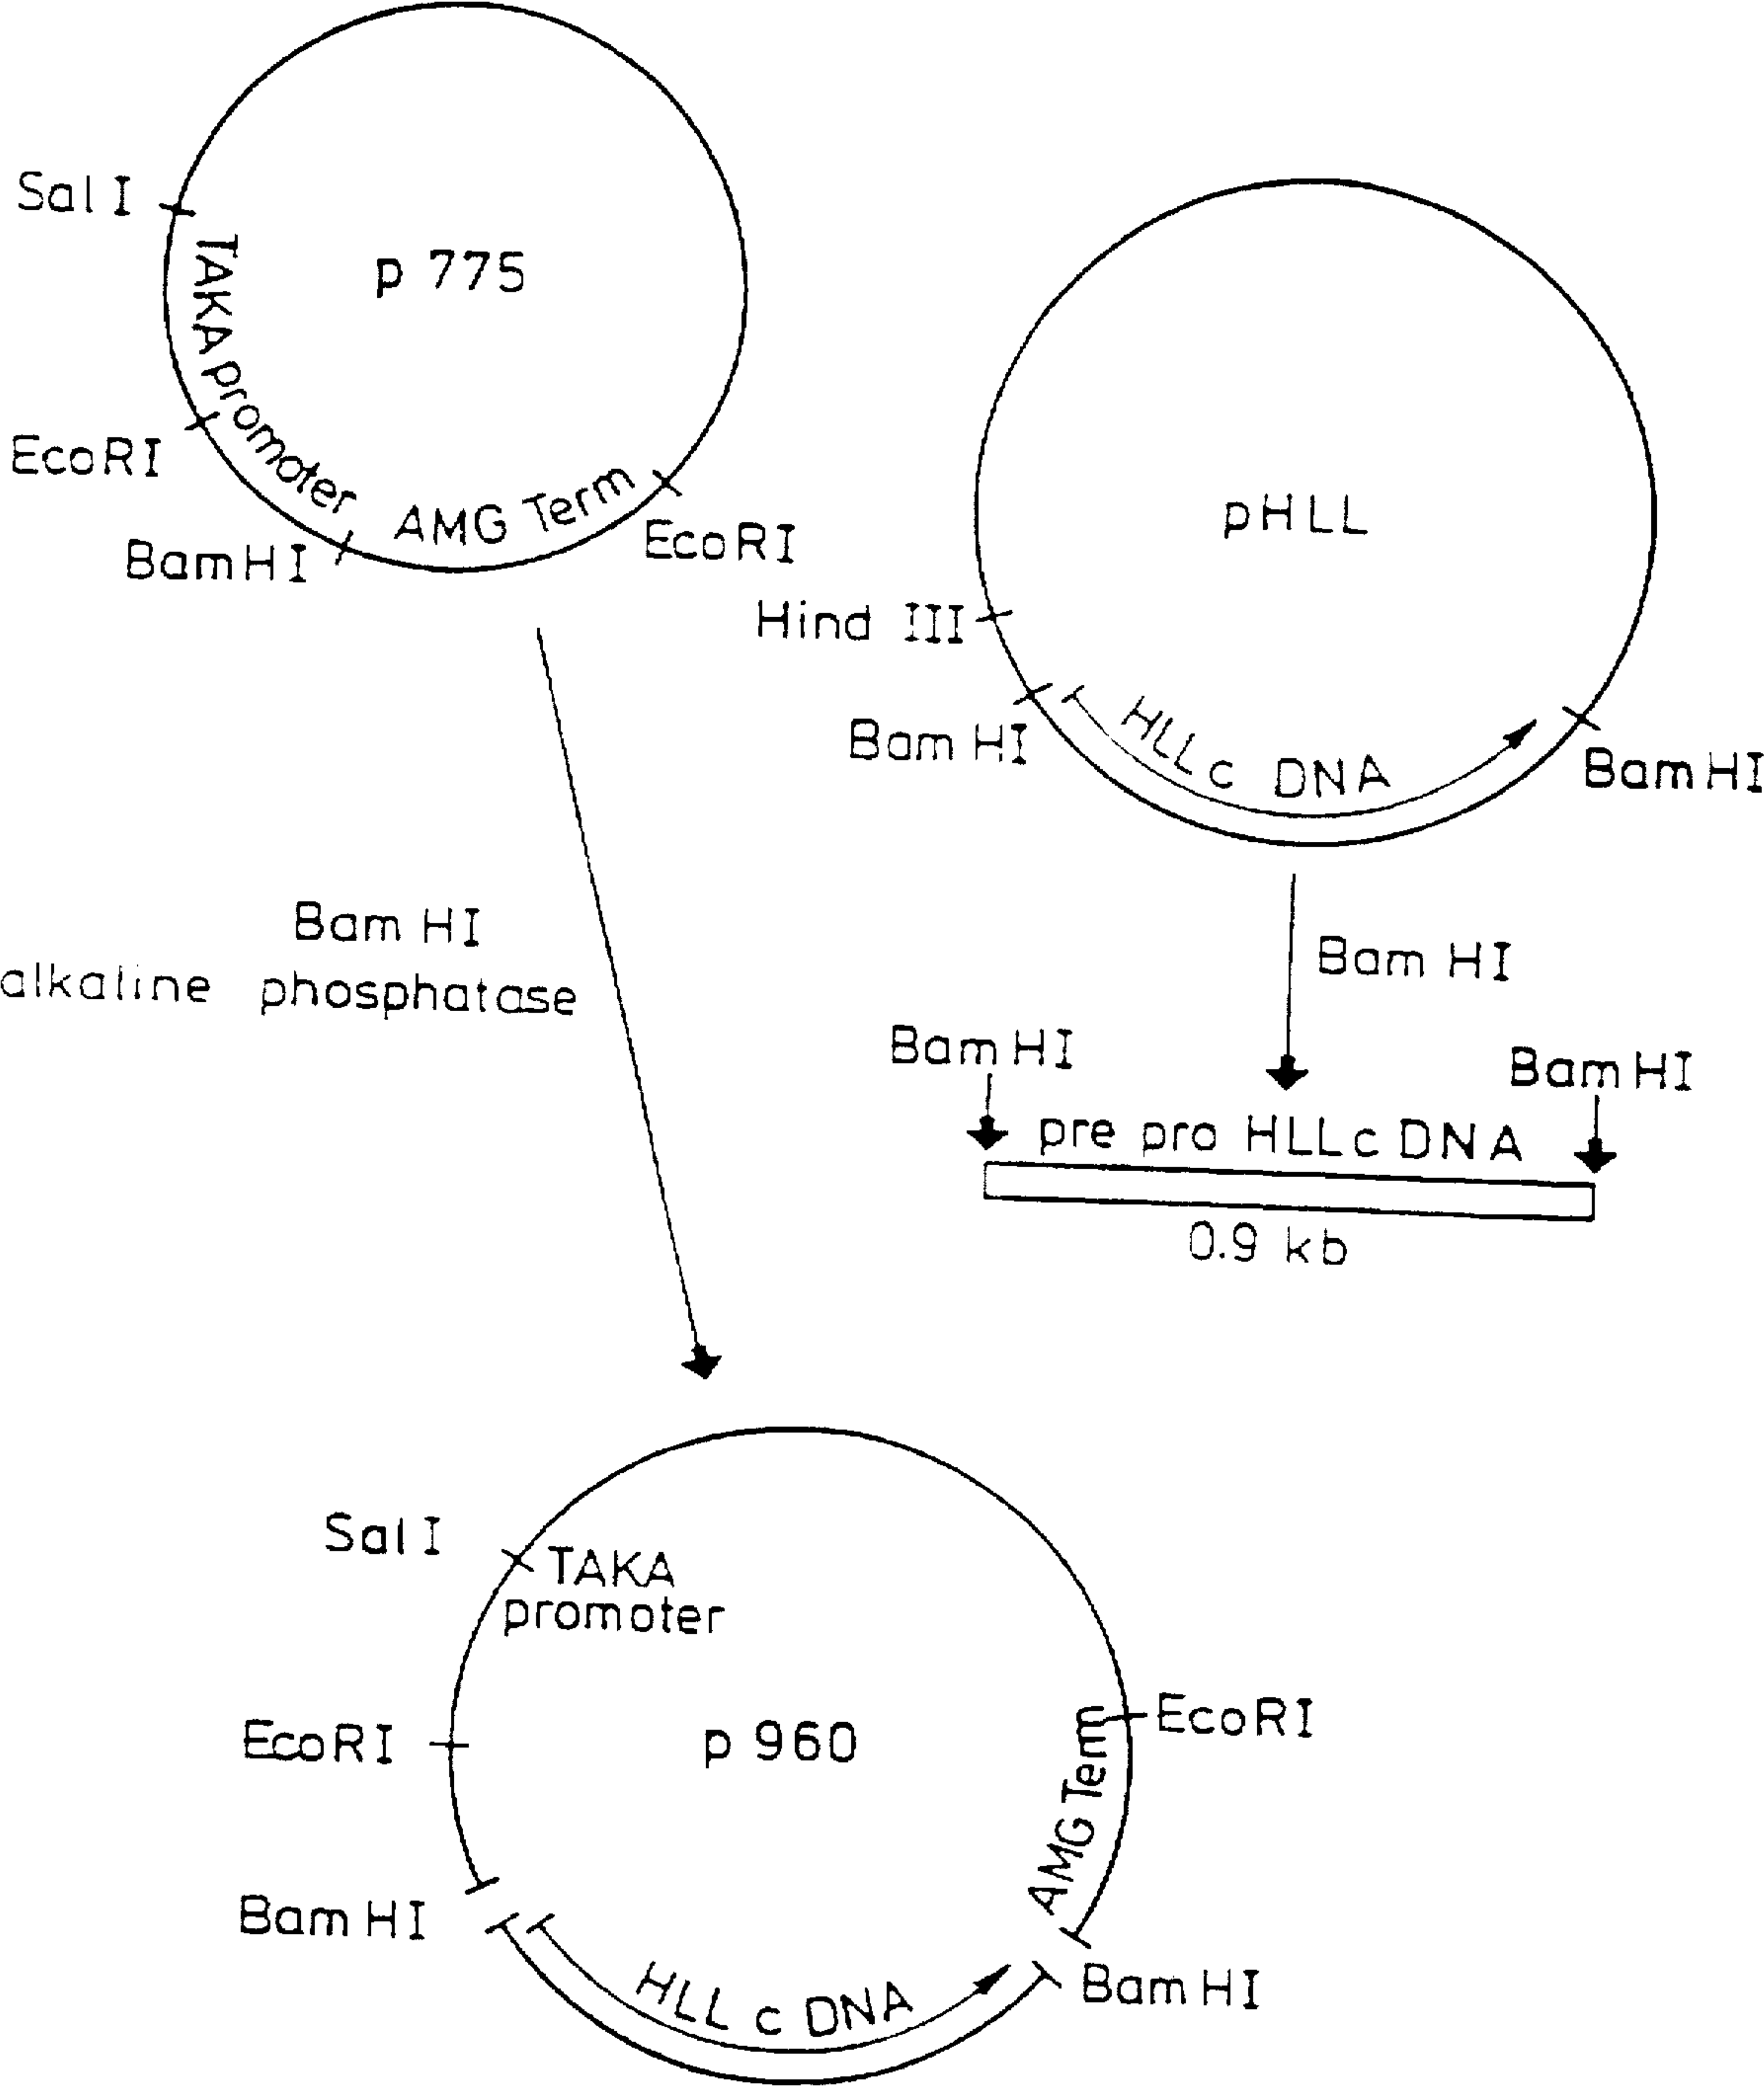 Sal I
TAKA promoter
p 775
EcoRI
BamHI
AMG Term
EcoRI
pHLL
Hind III
Bam HI
HLL c DNA
Bam HI
Bam HI
alkaline phosphatase
Bam HI
Bam HI
Bam HI
pre pro HLL c DNA
0.9 kb
Sal I
TAKA
promoter
EcoRI
p 960
AMG Term
EcoRI
Bam HI
HLL c DNA
Bam HI